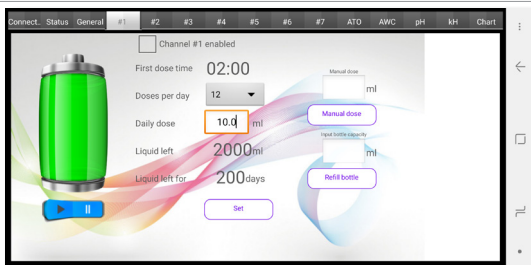 Connect.. Status General #1 #2 #3 #4 #5 #6 #7 ATO AWC pH kH Chart
Channel #1 enabled
First dose time 02:00
Manual dose
Doses per day 12 ml
Daily dose 10.0 ml Manual dose
Input bottle capacity
Liquid left 2000ml ml
Liquid left for 200days Refill bottle
Set